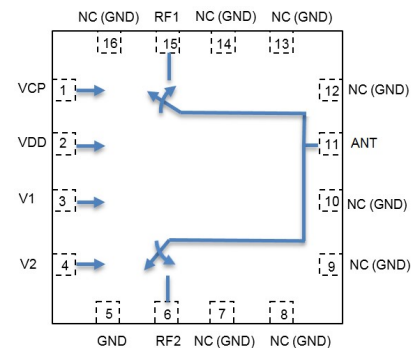 NC (GND) RF1 NC (GND) NC (GND)
16 15 14 13
VCP 1 12 NC (GND)
VDD 2 11 ANT
V1 3 10 NC (GND)
V2 4 9 NC (GND)
5 6 7 8
GND RF2 NC (GND) NC (GND)